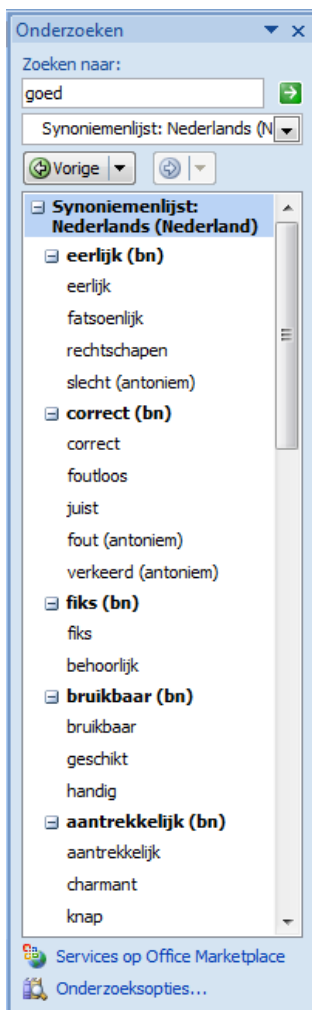 Onderzoeken
Zoeken naar:
goed
Synoniemenlijst: Nederlands (N
Vorige
Synoniemenlijst:
Nederlands (Nederland)
eerlijk (bn)
eerlijk
fatsoenlijk
rechtschapen
slecht (antoniem)
correct (bn)
correct
foutloos
juist
fout (antoniem)
verkeerd (antoniem)
fiks (bn)
fiks
behoorlijk
bruikbaar (bn)
bruikbaar
geschikt
handig
aantrekkelijk (bn)
aantrekkelijk
charmant
knap
Services op Office Marketplace
Onderzoeksopties...